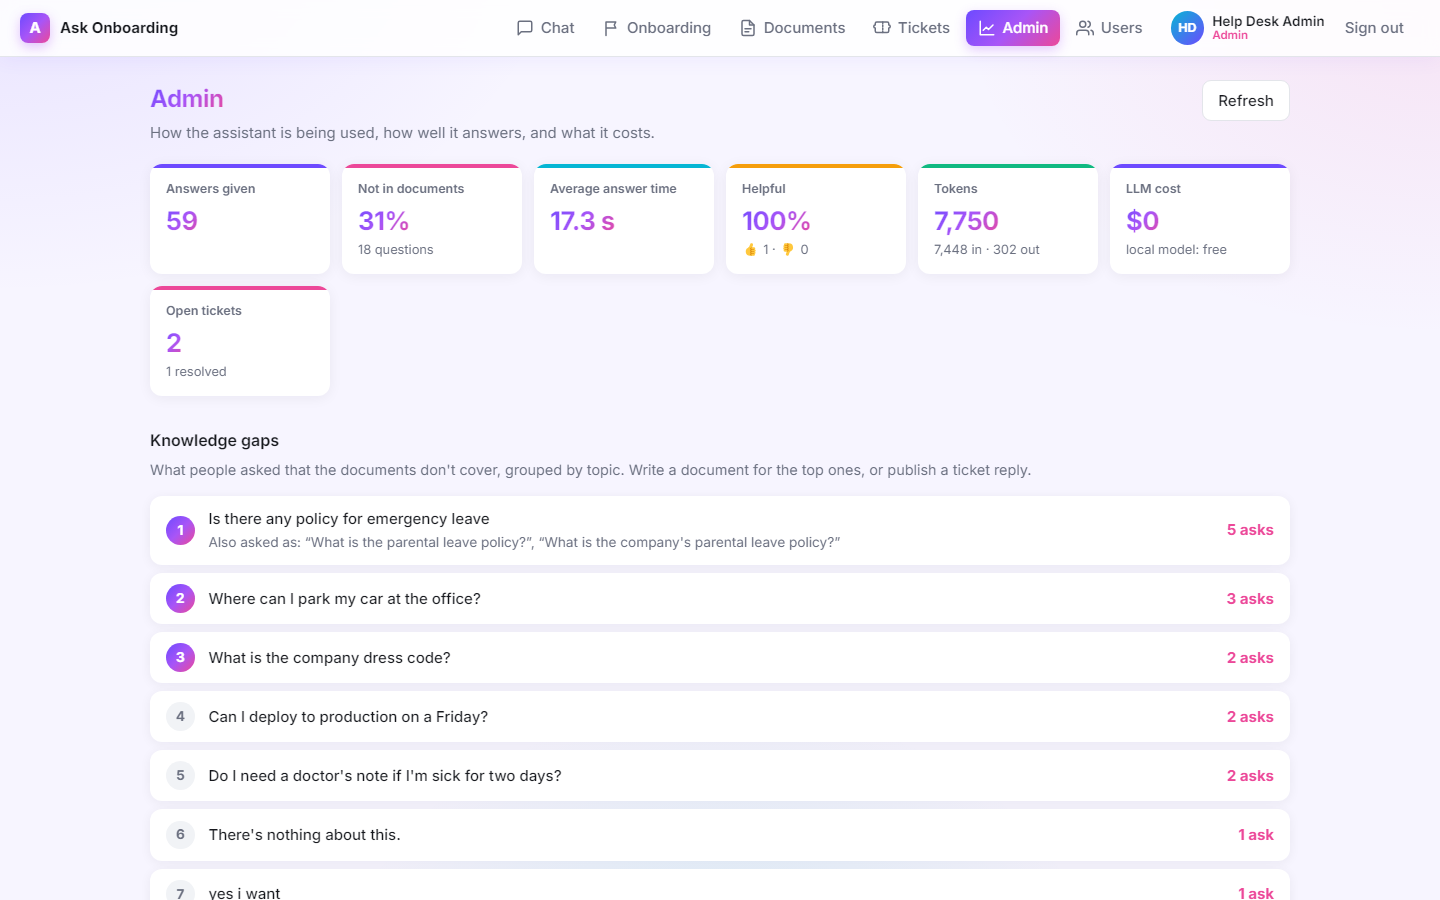 A Ask Onboarding Chat Onboarding Documents Tickets Admin Users HD Help Desk Admin Sign out
Admin
Admin Refresh
How the assistant is being used, how well it answers, and what it costs.
Answers given
59
Not in documents
31%
18 questions
Average answer time
17.3 s
Helpful
100%
👍 1 · 👎 0
Tokens
7,750
7,448 in · 302 out
LLM cost
$0
local model: free
Open tickets
2
1 resolved
Knowledge gaps
What people asked that the documents don't cover, grouped by topic. Write a document for the top ones, or publish a ticket reply.
1 Is there any policy for emergency leave 5 asks
Also asked as: “What is the parental leave policy?”, “What is the company's parental leave policy?”
2 Where can I park my car at the office? 3 asks
3 What is the company dress code? 2 asks
4 Can I deploy to production on a Friday? 2 asks
5 Do I need a doctor's note if I'm sick for two days? 2 asks
6 There's nothing about this. 1 ask
7 yes i want 1 ask